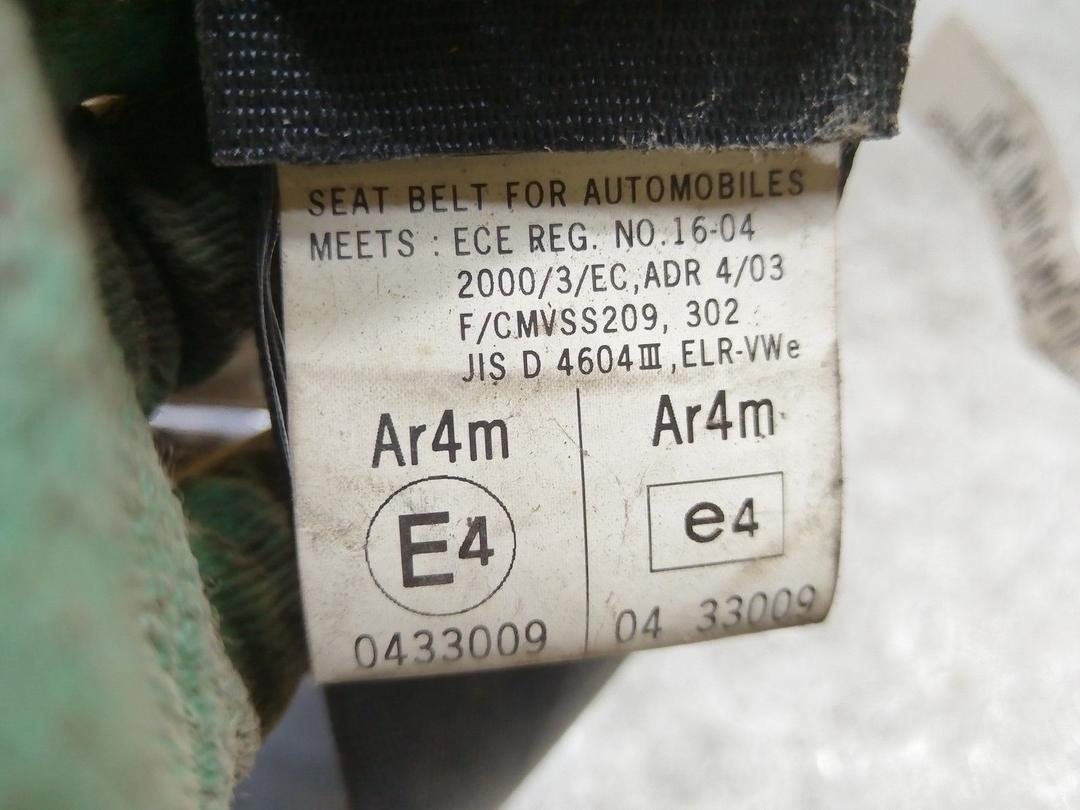 SEAT BELT FOR AUTOMOBILES
MEETS : ECE REG. NO.16-04
2000/3/EC,ADR 4/03
F/CMVSS209, 302
JIS D 4604Ⅲ,ELR-VWe
Ar4m
E4
0433009
Ar4m
e4
04 33009